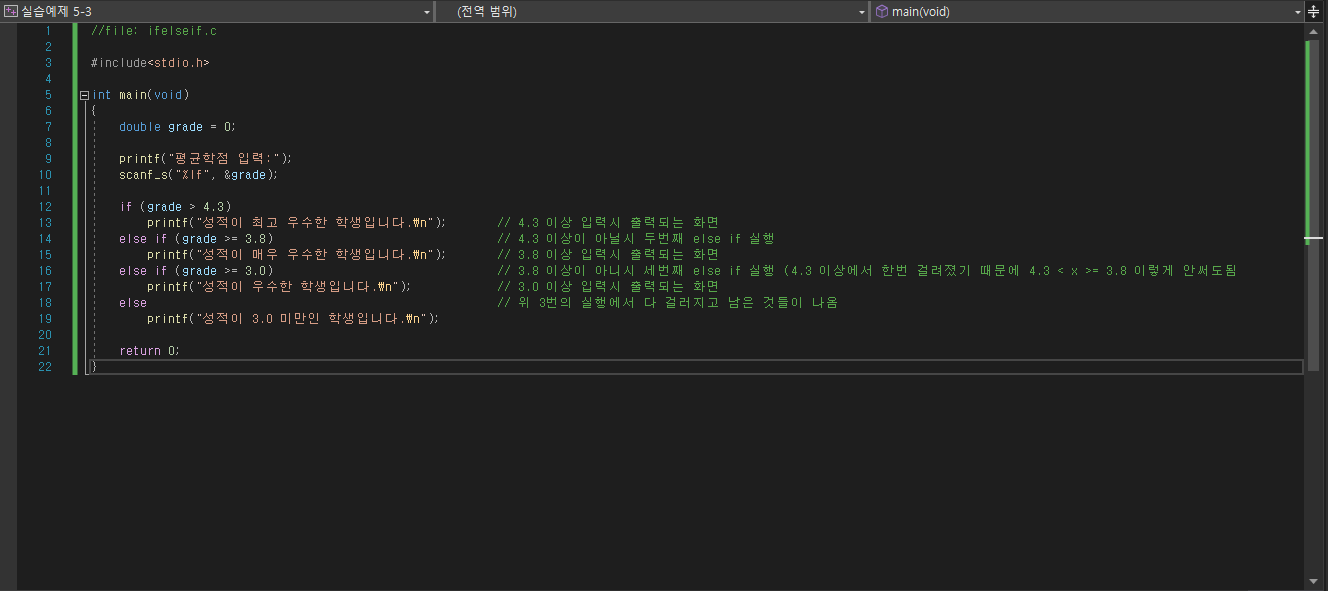 실습예제 5-3 (전역 범위) main(void)
1 //file: ifelseif.c
2
3 #include<stdio.h>
4
5 int main(void)
6 {
7 double grade = 0;
8
9 printf("평균학점 입력:");
10 scanf_s("%lf", &grade);
11
12 if (grade > 4.3)
13 printf("성적이 최고 우수한 학생입니다.₩n"); // 4.3 이상 입력시 출력되는 화면
14 else if (grade >= 3.8) // 4.3 이상이 아닐시 두번째 else if 실행
15 printf("성적이 매우 우수한 학생입니다.₩n"); // 3.8 이상 입력시 출력되는 화면
16 else if (grade >= 3.0) // 3.8 이상이 아니시 세번째 else if 실행 (4.3 이상에서 한번 걸려졌기 때문에 4.3 < x >= 3.8 이렇게 안써도됨
17 printf("성적이 우수한 학생입니다.₩n"); // 3.0 이상 입력시 출력되는 화면
18 else // 위 3번의 실행에서 다 걸러지고 남은 것들이 나옴
19 printf("성적이 3.0 미만인 학생입니다.₩n");
20
21 return 0;
22 }